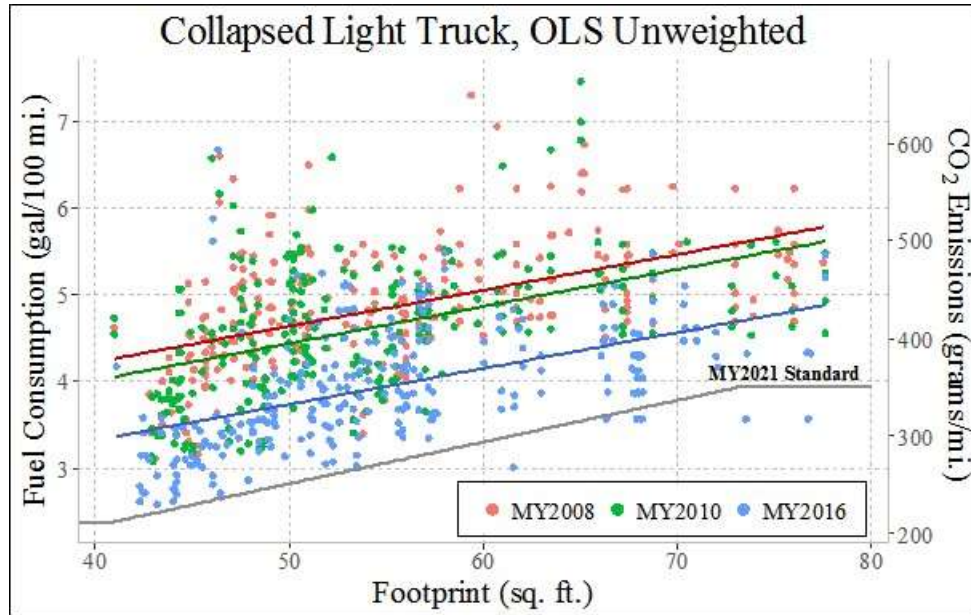 Collapsed Light Truck, OLS Unweighted
Fuel Consumption (gal/100 mi.)
7
6
5
4
3
CO₂ Emissions (grams/mi.)
600
500
400
300
200
MY2021 Standard
MY2008 MY2010 MY2016
40 50 60 70 80
Footprint (sq. ft.)